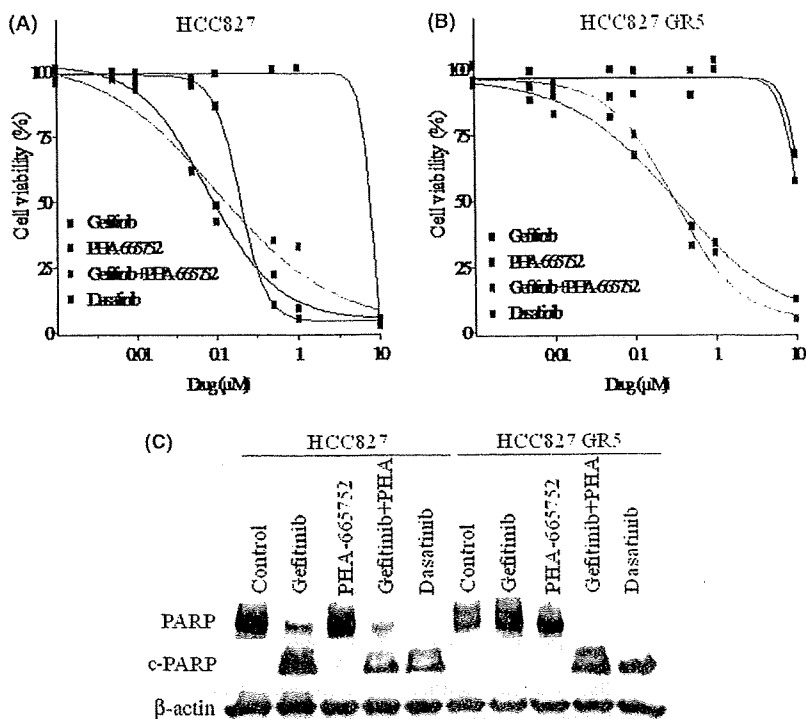 (A)
HCC827
Cell viability (%)
100
75
50
25
0
Gefitinib
PHA-665752
Gefitinib+PHA-665752
Dasatinib
0.01
0.1
1
10
Drug (µM)
(B)
HCC827 GR5
Cell viability (%)
100
75
50
25
0
Gefitinib
PHA-665752
Gefitinib+PHA-665752
Dasatinib
0.01
0.1
1
10
Drug (µM)
(C)
HCC827
HCC827 GR5
Control
Gefitinib
PHA-665752
Gefitinib+PHA
Dasatinib
Control
Gefitinib
PHA-665752
Gefitinib+PHA
Dasatinib
PARP
c-PARP
β-actin